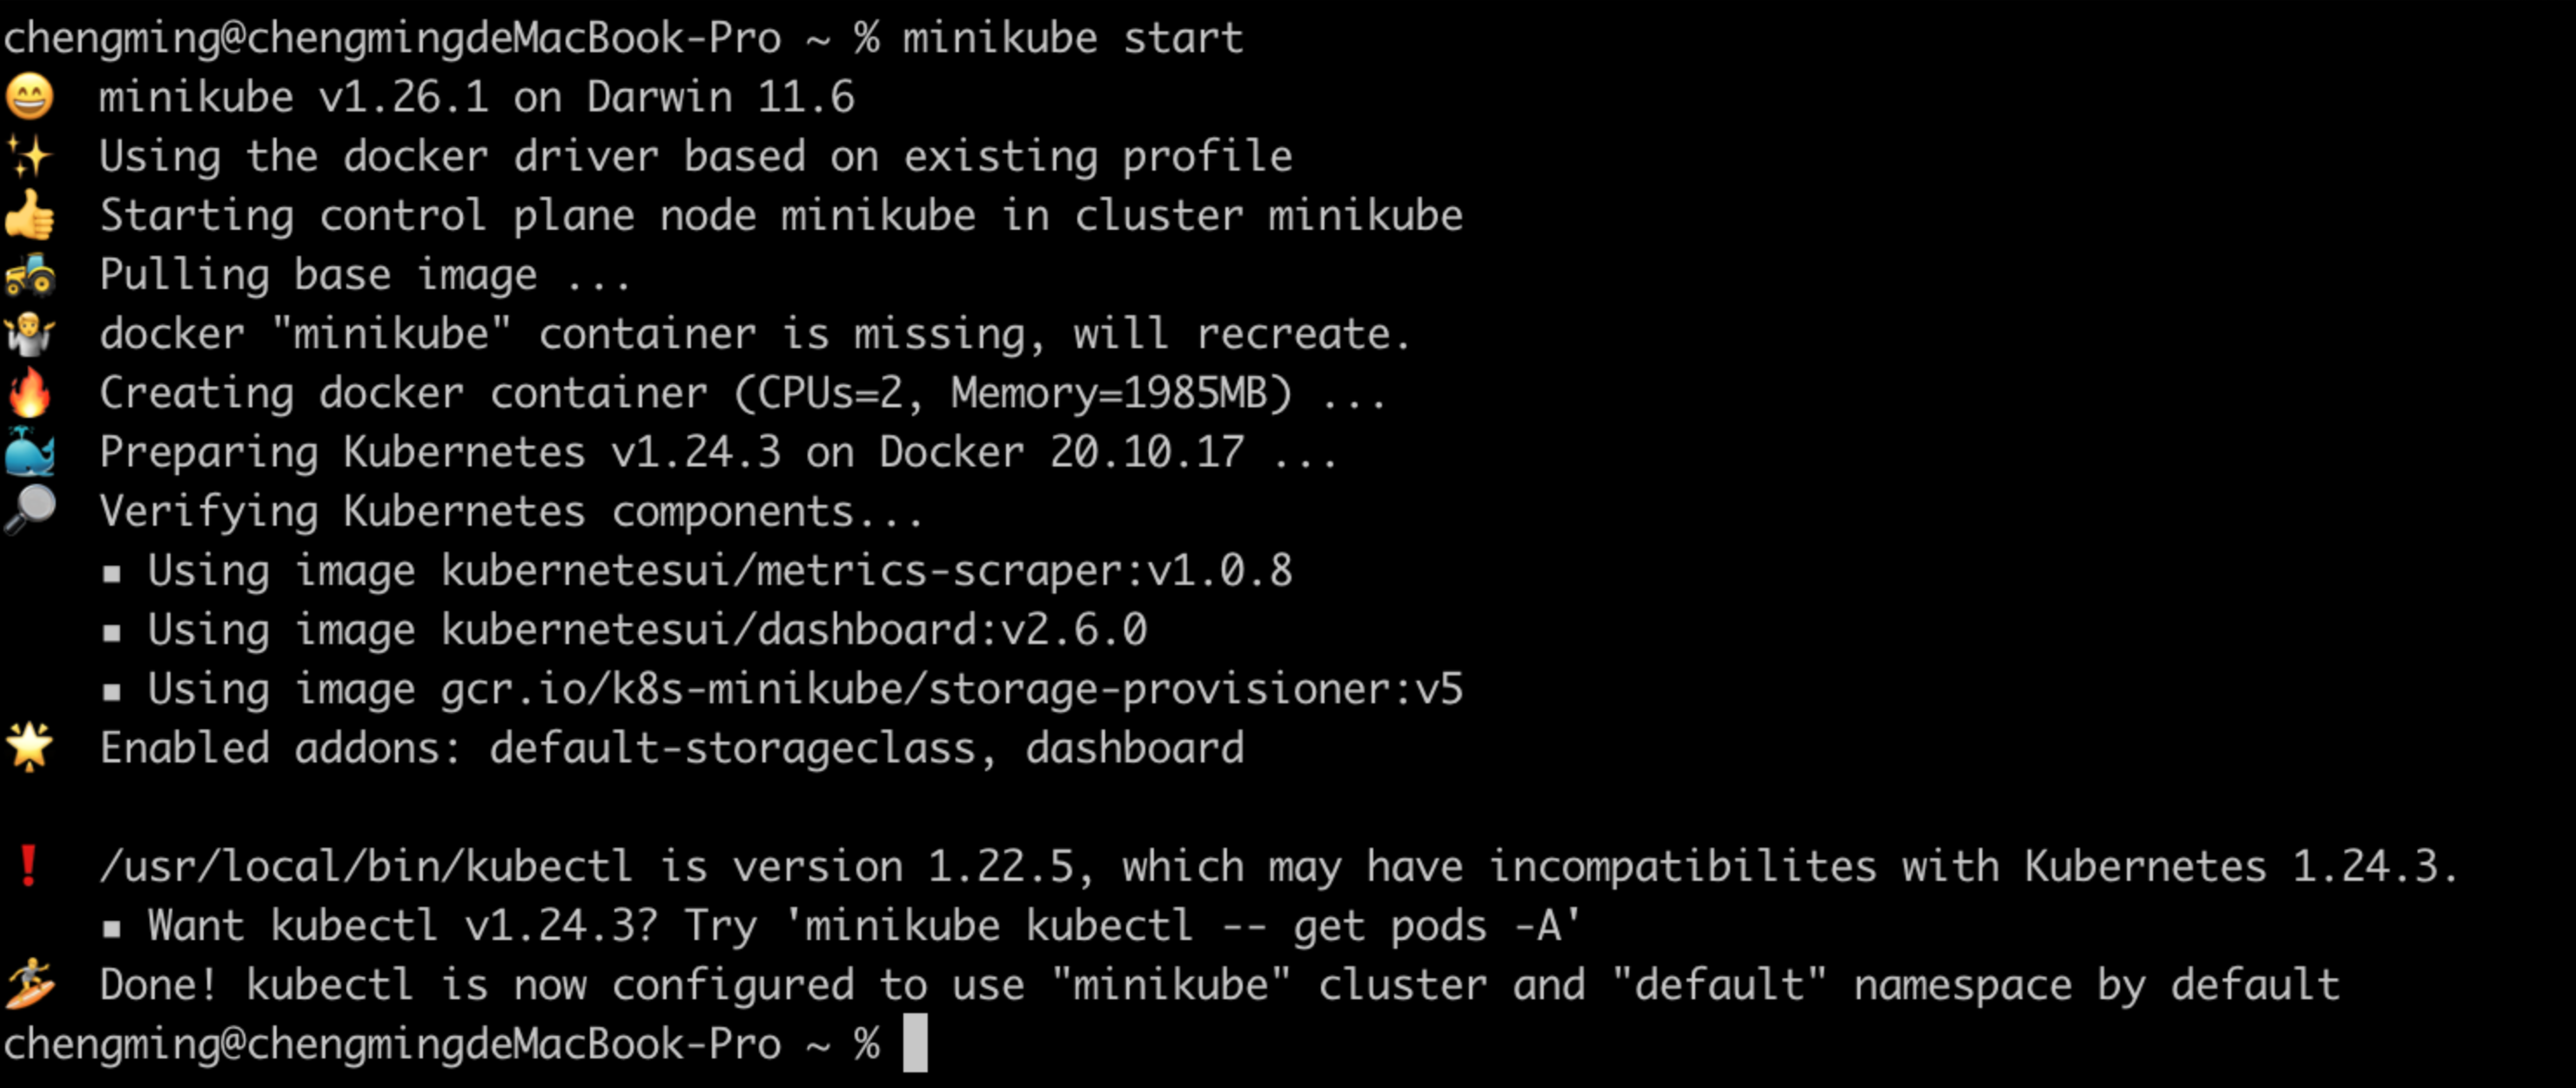 chengming@chengmingdeMacBook-Pro ~ % minikube start
😄 minikube v1.26.1 on Darwin 11.6
✨ Using the docker driver based on existing profile
👍 Starting control plane node minikube in cluster minikube
🚜 Pulling base image ...
🤷 docker "minikube" container is missing, will recreate.
🔥 Creating docker container (CPUs=2, Memory=1985MB) ...
🐳 Preparing Kubernetes v1.24.3 on Docker 20.10.17 ...
🔎 Verifying Kubernetes components...
▪ Using image kubernetesui/metrics-scraper:v1.0.8
▪ Using image kubernetesui/dashboard:v2.6.0
▪ Using image gcr.io/k8s-minikube/storage-provisioner:v5
🌟 Enabled addons: default-storageclass, dashboard
❗ /usr/local/bin/kubectl is version 1.22.5, which may have incompatibilites with Kubernetes 1.24.3.
▪ Want kubectl v1.24.3? Try 'minikube kubectl -- get pods -A'
🏄 Done! kubectl is now configured to use "minikube" cluster and "default" namespace by default
chengming@chengmingdeMacBook-Pro ~ %